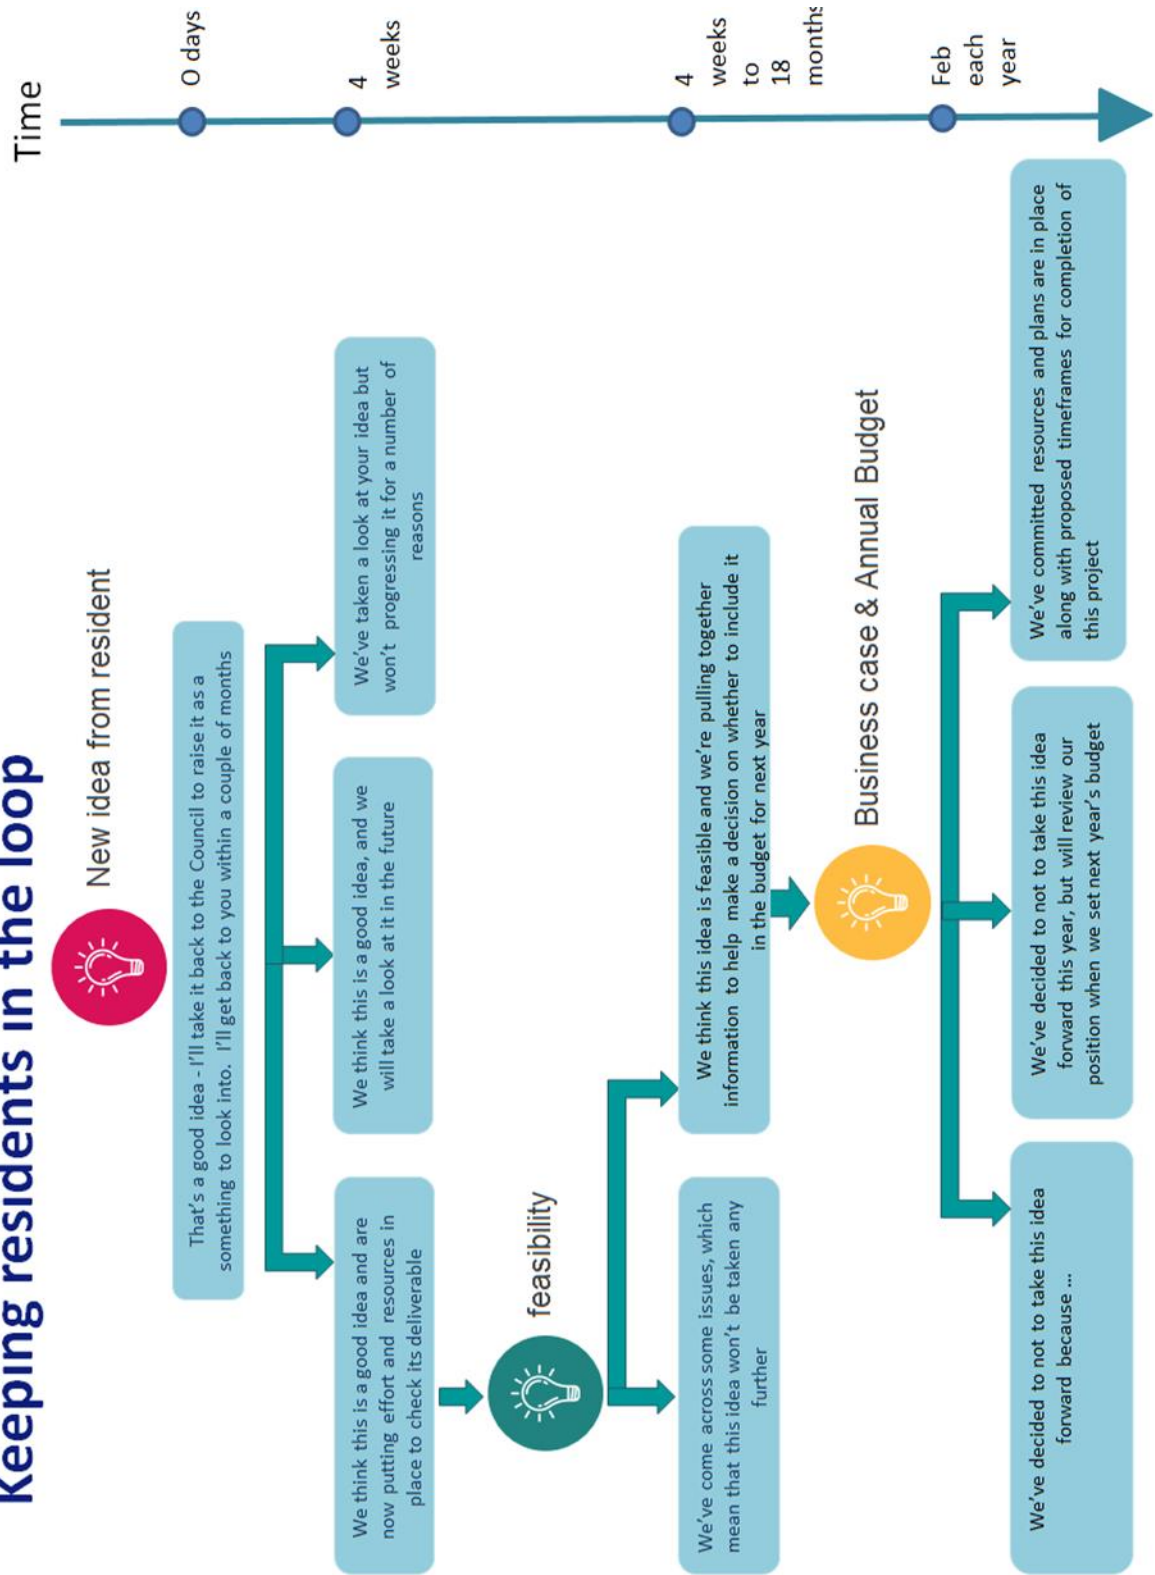 Keeping residents in the loop
Time
New idea from resident
0 days
That's a good idea - I'll take it back to the Council to raise it as a
something to look into. I'll get back to you within a couple of months
4
weeks
We think this is a good idea and are
now putting effort and resources in
place to check its deliverable
We think this is a good idea, and we
will take a look at it in the future
We've taken a look at your idea but
won't progressing it for a number of
reasons
feasibility
4
weeks
to
18
months
We've come across some issues, which
mean that this idea won't be taken any
further
We think this idea is feasible and we're pulling together
information to help make a decision on whether to include it
in the budget for next year
Business case & Annual Budget
Feb
each
year
We've decided to not to take this idea
forward because ...
We've decided to not to take this idea
forward this year, but will review our
position when we set next year's budget
We've committed resources and plans are in place
along with proposed timeframes for completion of
this project